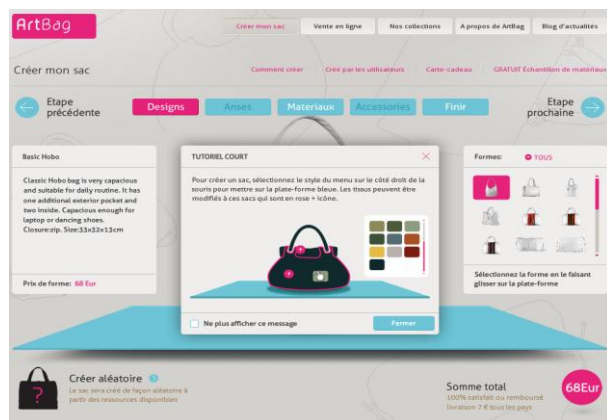 ArtBag
Créer mon sac
Vente en ligne
Nos collections
A propos de ArtBag
Blog d'actualités
Créer mon sac
Comment créer
Créé par les utilisateurs
Carte-cadeau
GRATUIT Échantillon de matériaux
Etape
précédente
Designs
Anses
Materiaux
Accessories
Finir
Etape
prochaine
Basic Hobo
Classic Hobo bag is very capacious
and suitable for daily routine. It has
one additional exterior pocket and
two inside. Capacious enough for
laptop or dancing shoes.
Closure:zip. Size:33x32x13cm
Prix de forme: 68 Eur
TUTORIEL COURT
Pour créer un sac, sélectionnez le style du menu sur le côté droit de la
souris pour mettre sur la plate-forme bleue. Les tissus peuvent être
modifiés à ces sacs qui sont en rose + icône.
Ne plus afficher ce message
Fermer
Formes:
TOUS
Sélectionnez la forme en le faisant
glisser sur la plate-forme
?
Créer aléatoire
Le sac sera créé de façon aléatoire à
partir des ressources disponibles
Somme total
100% satisfait ou remboursé
livraison 7 € tous les pays
68Eur